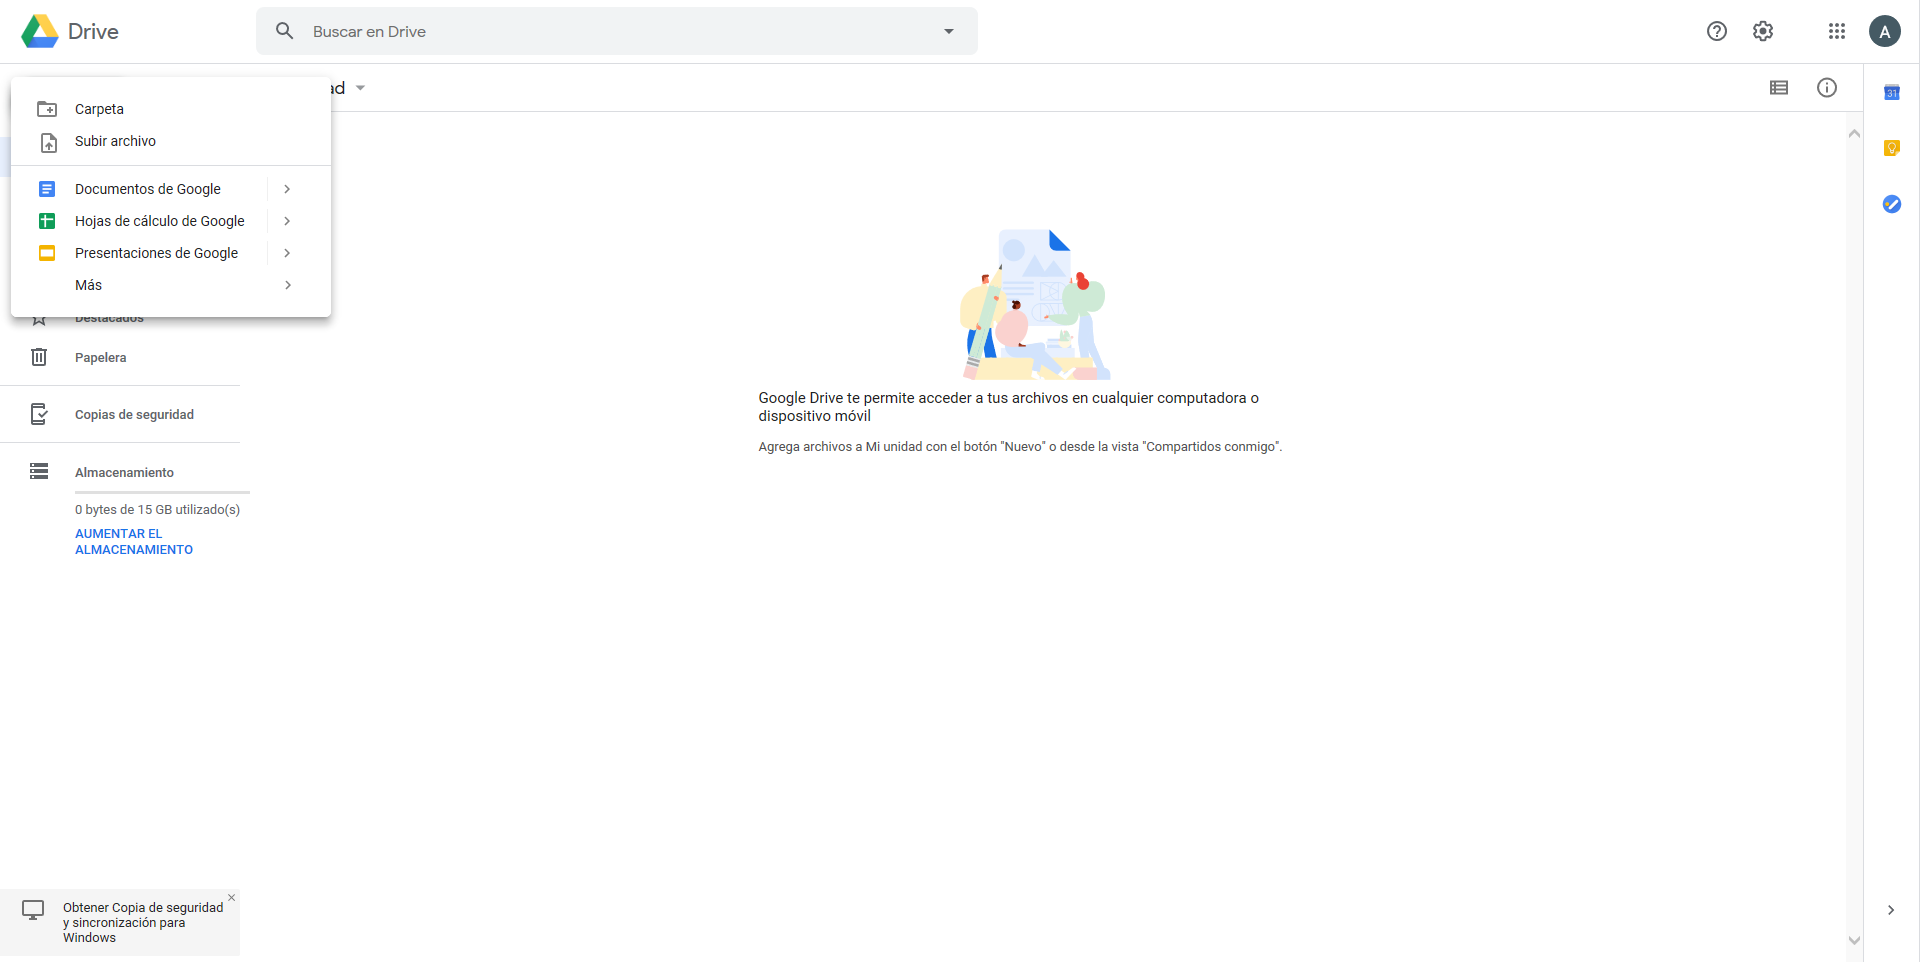 Drive
Buscar en Drive
A
ad
31
Carpeta
Subir archivo
Documentos de Google
Hojas de cálculo de Google
Presentaciones de Google
Más
Destacados
Papelera
Copias de seguridad
Almacenamiento
0 bytes de 15 GB utilizado(s)
AUMENTAR EL
ALMACENAMIENTO
Google Drive te permite acceder a tus archivos en cualquier computadora o
dispositivo móvil
Agrega archivos a Mi unidad con el botón "Nuevo" o desde la vista "Compartidos conmigo".
Obtener Copia de seguridad
y sincronización para
Windows